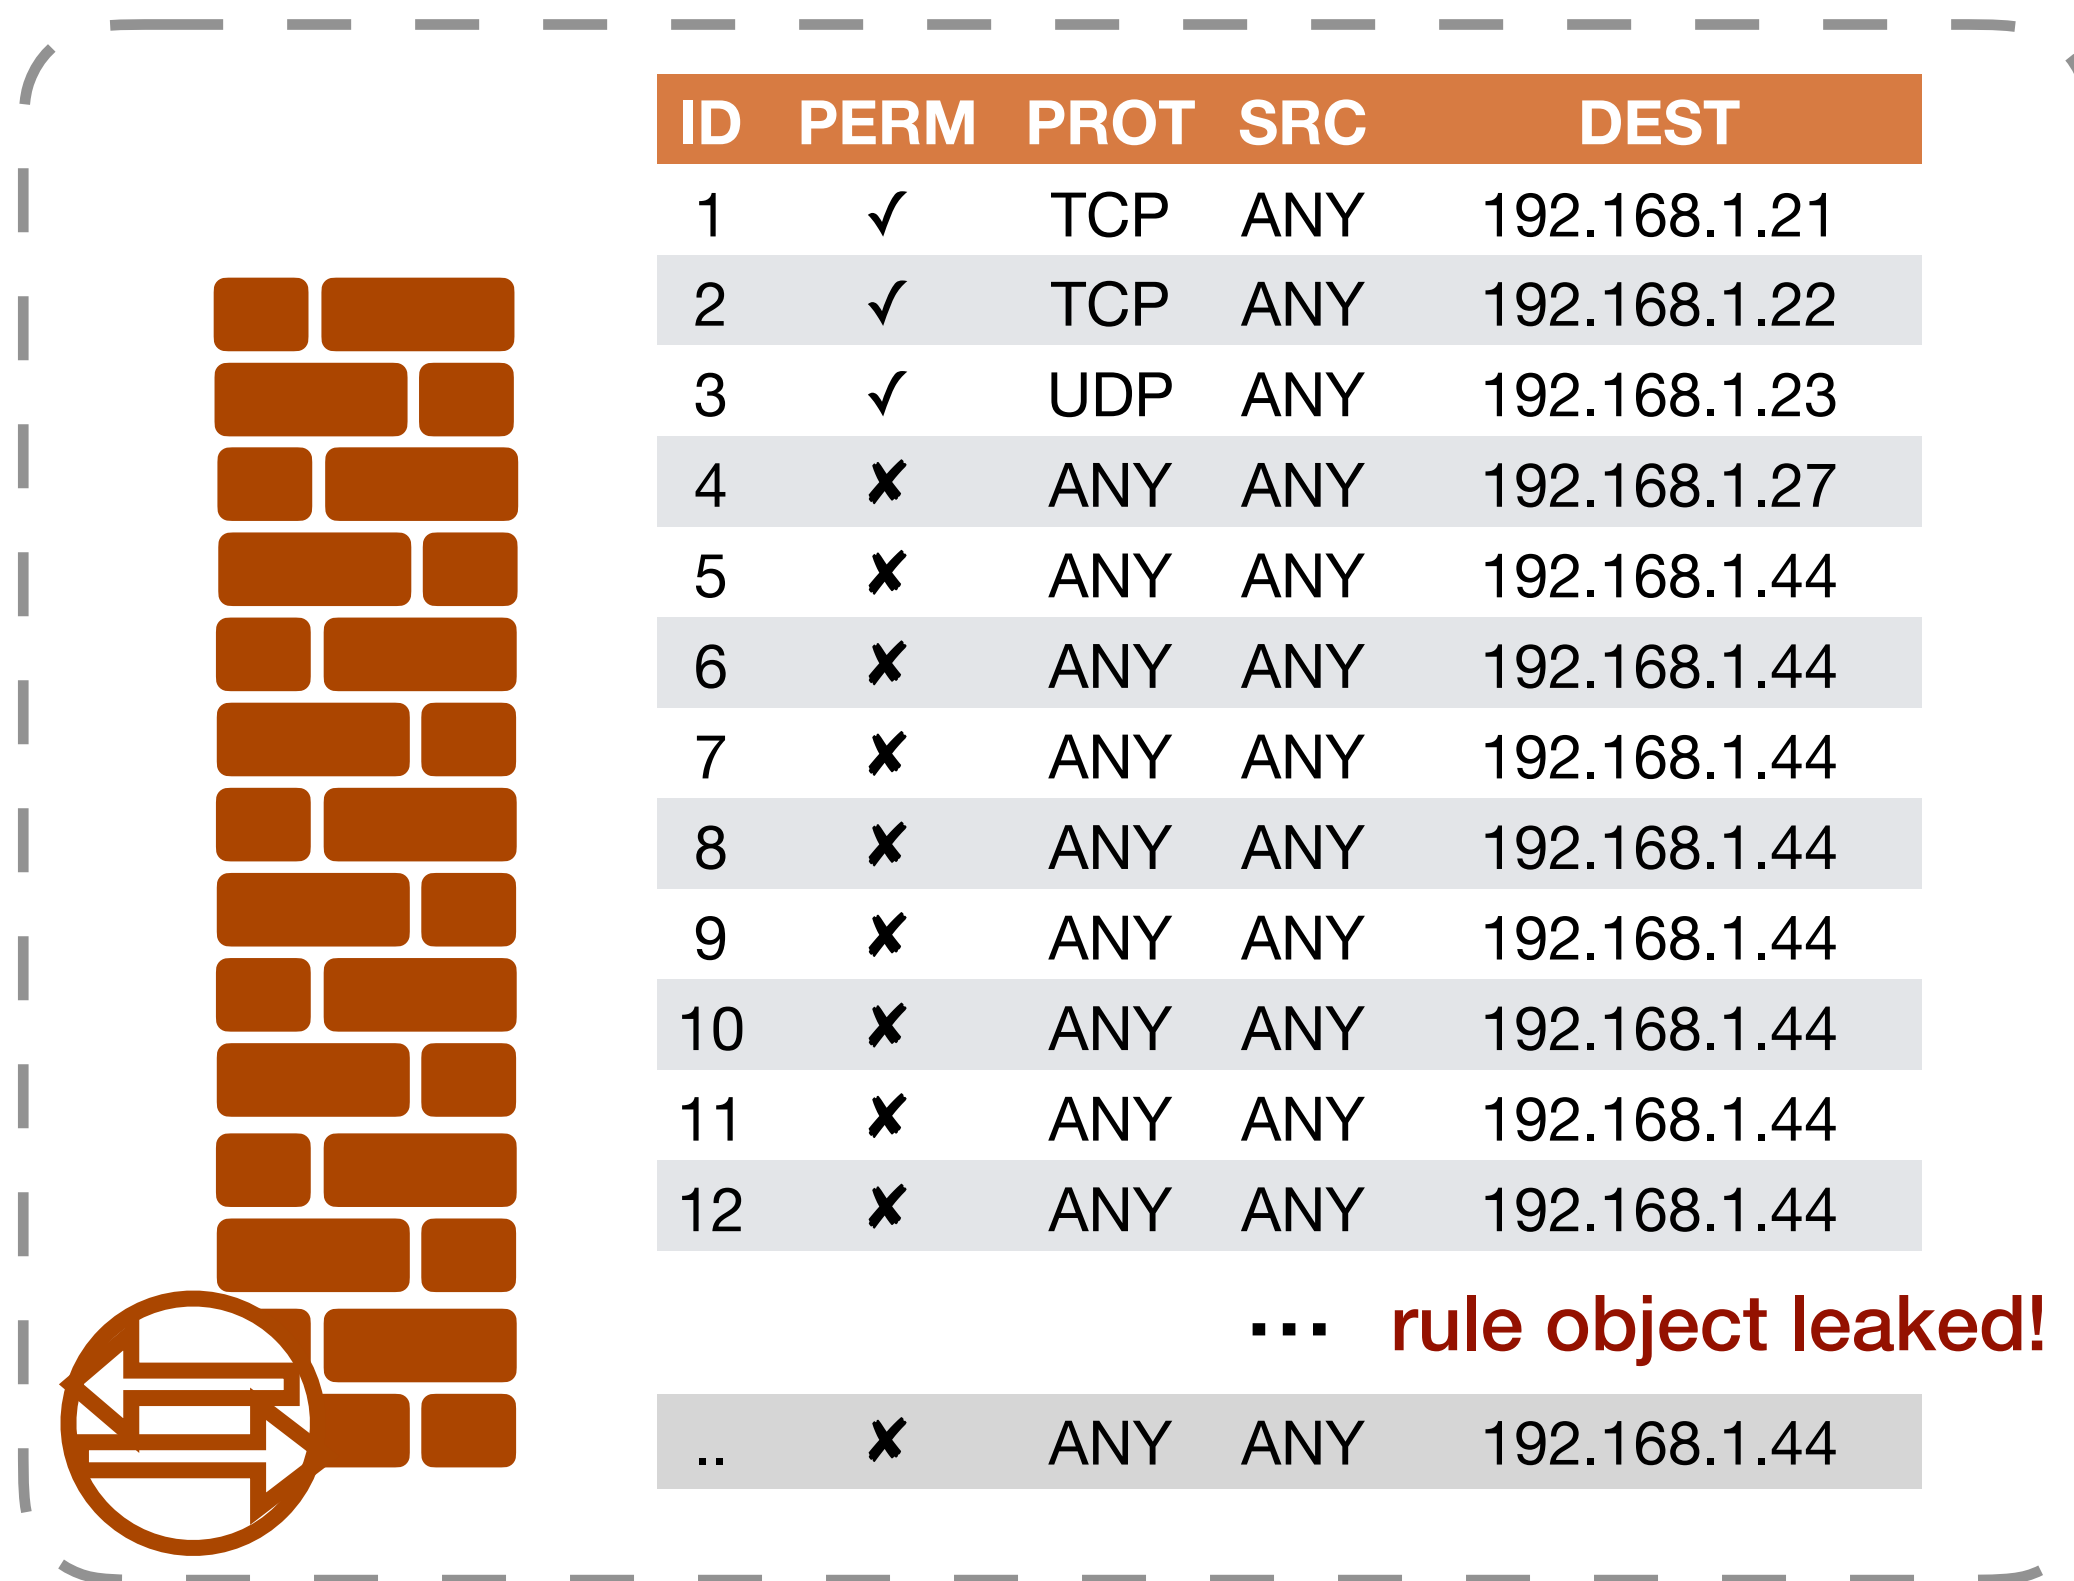 ID PERM PROT SRC DEST
1 ✓ TCP ANY 192.168.1.21
2 ✓ TCP ANY 192.168.1.22
3 ✓ UDP ANY 192.168.1.23
4 ✘ ANY ANY 192.168.1.27
5 ✘ ANY ANY 192.168.1.44
6 ✘ ANY ANY 192.168.1.44
7 ✘ ANY ANY 192.168.1.44
8 ✘ ANY ANY 192.168.1.44
9 ✘ ANY ANY 192.168.1.44
10 ✘ ANY ANY 192.168.1.44
11 ✘ ANY ANY 192.168.1.44
12 ✘ ANY ANY 192.168.1.44
... rule object leaked!
.. ✘ ANY ANY 192.168.1.44